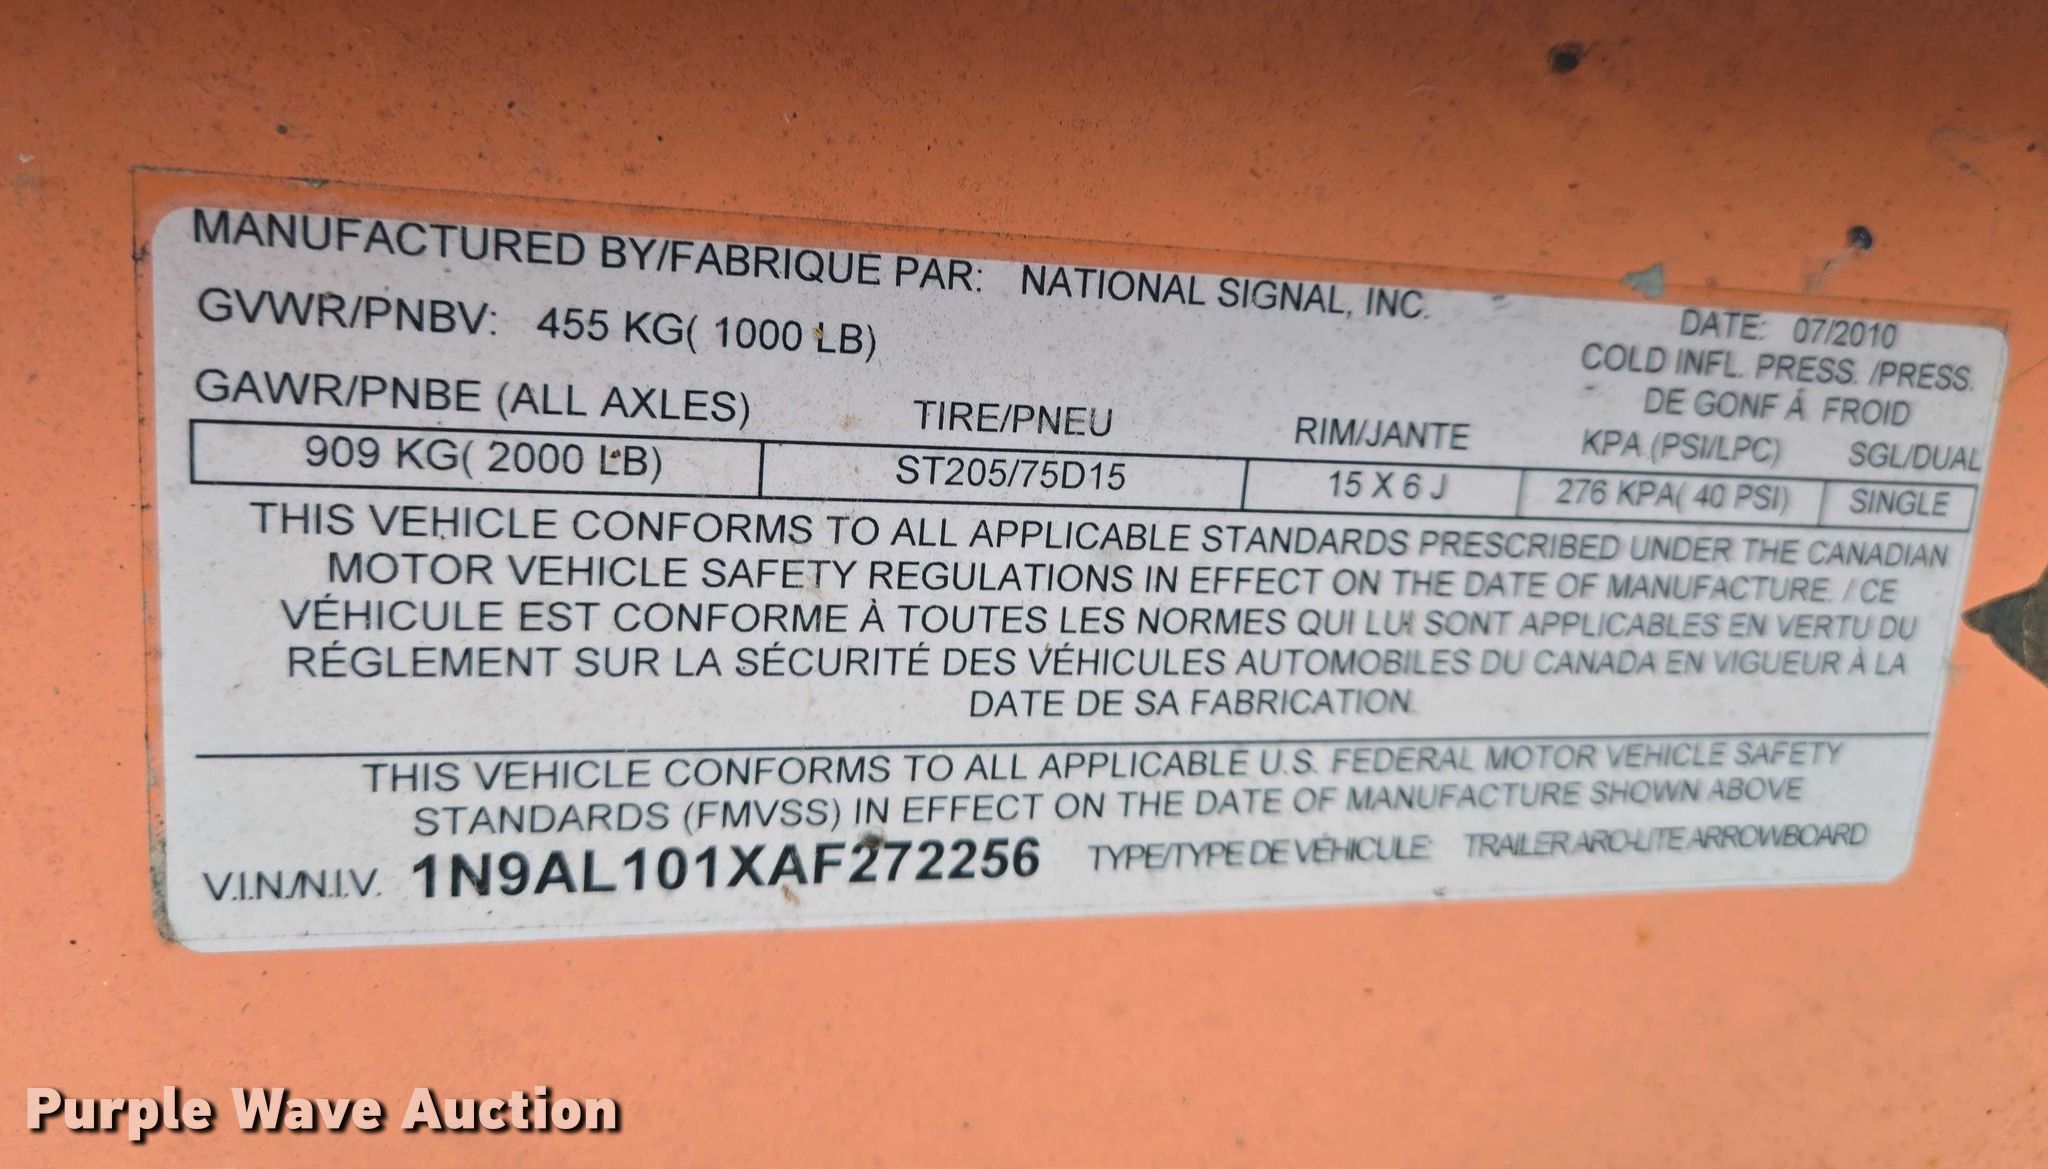 MANUFACTURED BY/FABRIQUE PAR: NATIONAL SIGNAL, INC.
GVWR/PNBV: 455 KG( 1000 LB)
DATE: 07/2010
COLD INFL. PRESS. /PRESS.
DE GONF À FROID
GAWR/PNBE (ALL AXLES) TIRE/PNEU RIM/JANTE KPA (PSI/LPC) SGL/DUAL
909 KG( 2000 LB) ST205/75D15 15 X 6 J 276 KPA( 40 PSI) SINGLE
THIS VEHICLE CONFORMS TO ALL APPLICABLE STANDARDS PRESCRIBED UNDER THE CANADIAN
MOTOR VEHICLE SAFETY REGULATIONS IN EFFECT ON THE DATE OF MANUFACTURE. / CE
VÉHICULE EST CONFORME À TOUTES LES NORMES QUI LUI SONT APPLICABLES EN VERTU DU
RÉGLEMENT SUR LA SÉCURITÉ DES VÉHICULES AUTOMOBILES DU CANADA EN VIGUEUR À LA
DATE DE SA FABRICATION.
THIS VEHICLE CONFORMS TO ALL APPLICABLE U.S. FEDERAL MOTOR VEHICLE SAFETY
STANDARDS (FMVSS) IN EFFECT ON THE DATE OF MANUFACTURE SHOWN ABOVE
V.I.N./N.I.V. 1N9AL101XAF272256 TYPE/TYPE DE VÉHICULE: TRAILER ARO-LITE ARROWBOARD
Purple Wave Auction